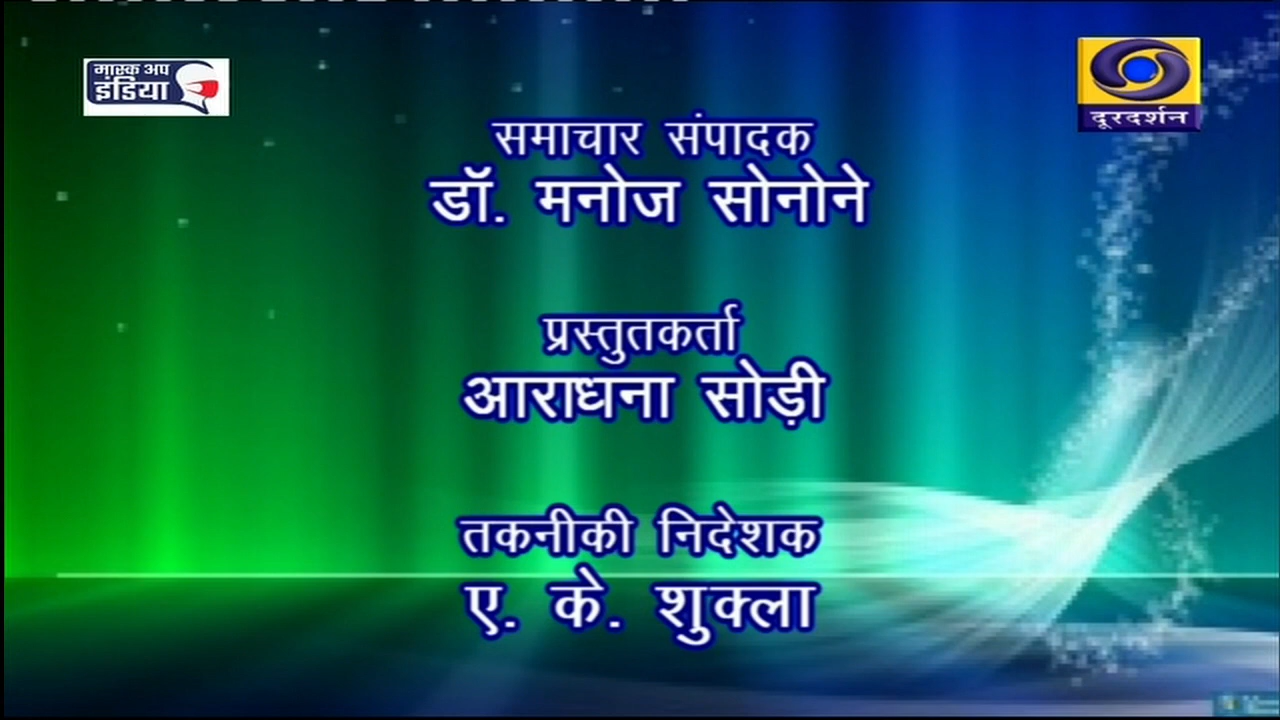 मास्क अप
इंडिया
दूरदर्शन
समाचार संपादक
डॉ. मनोज सोनोने
प्रस्तुतकर्ता
आराधना सोड़ी
तकनीकी निदेशक
ए. के. शुक्ला